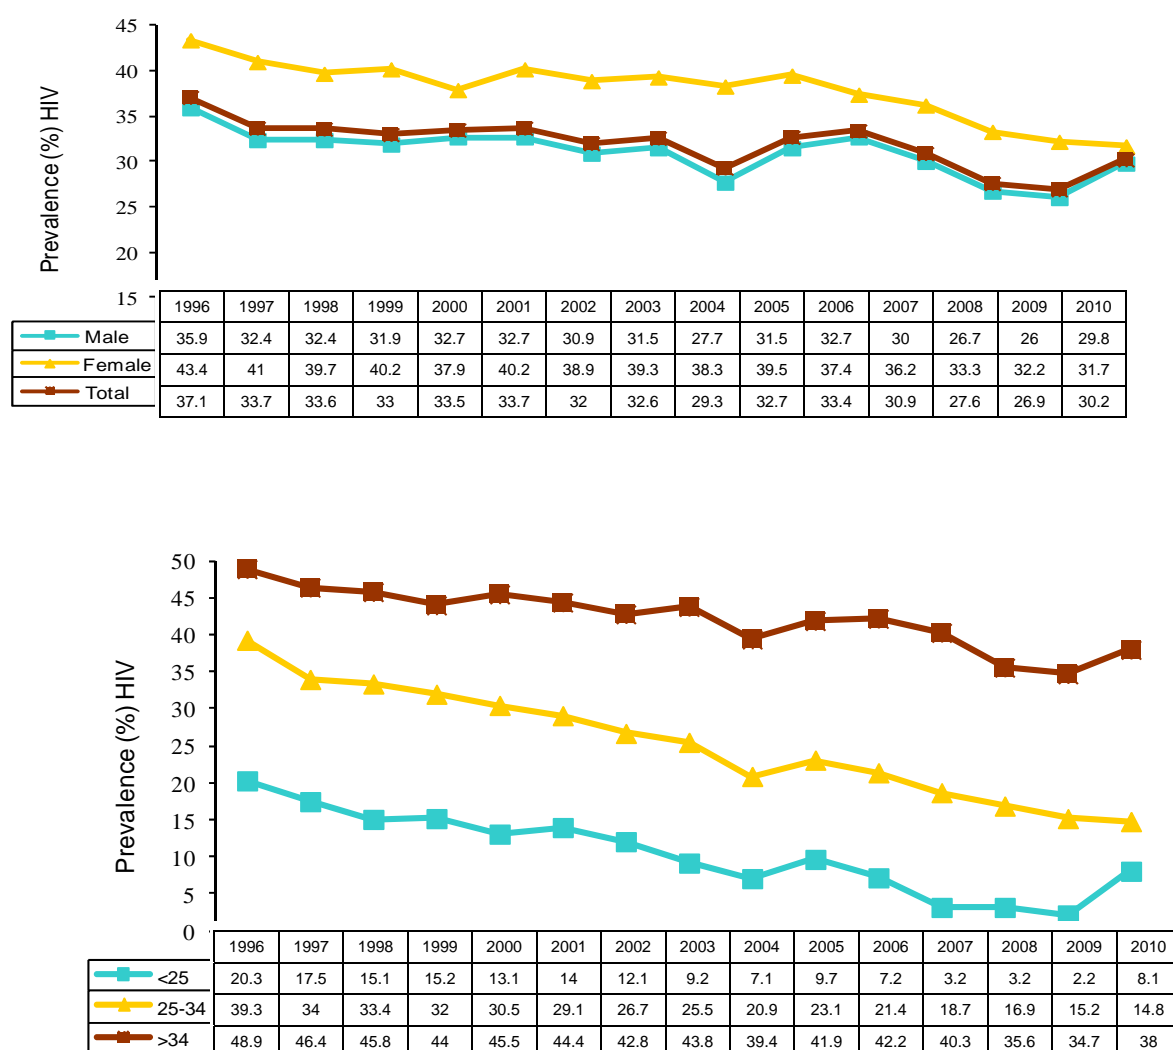 45
40
35
30
25
20
15
Prevalence (%) HIV
1996 1997 1998 1999 2000 2001 2002 2003 2004 2005 2006 2007 2008 2009 2010
Male 35.9 32.4 32.4 31.9 32.7 32.7 30.9 31.5 27.7 31.5 32.7 30 26.7 26 29.8
Female 43.4 41 39.7 40.2 37.9 40.2 38.9 39.3 38.3 39.5 37.4 36.2 33.3 32.2 31.7
Total 37.1 33.7 33.6 33 33.5 33.7 32 32.6 29.3 32.7 33.4 30.9 27.6 26.9 30.2
50
45
40
35
30
25
20
15
10
5
0
Prevalence (%) HIV
1996 1997 1998 1999 2000 2001 2002 2003 2004 2005 2006 2007 2008 2009 2010
<25 20.3 17.5 15.1 15.2 13.1 14 12.1 9.2 7.1 9.7 7.2 3.2 3.2 2.2 8.1
25-34 39.3 34 33.4 32 30.5 29.1 26.7 25.5 20.9 23.1 21.4 18.7 16.9 15.2 14.8
>34 48.9 46.4 45.8 44 45.5 44.4 42.8 43.8 39.4 41.9 42.2 40.3 35.6 34.7 38